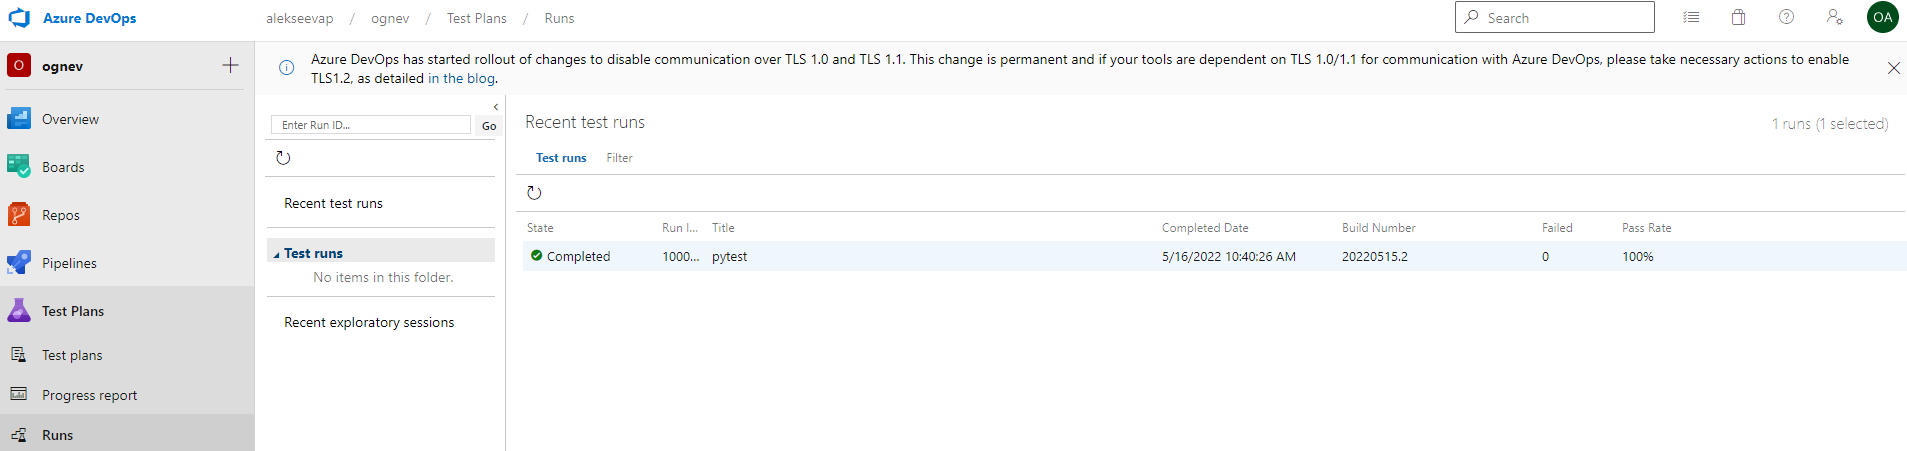 Azure DevOps
alekseevap / ognev / Test Plans / Runs
Search
OA
O ognev
Azure DevOps has started rollout of changes to disable communication over TLS 1.0 and TLS 1.1. This change is permanent and if your tools are dependent on TLS 1.0/1.1 for communication with Azure DevOps, please take necessary actions to enable
TLS1.2, as detailed in the blog.
Overview
Boards
Repos
Pipelines
Test Plans
Test plans
Progress report
Runs
Enter Run ID...
Go
Recent test runs
Test runs
No items in this folder.
Recent exploratory sessions
Recent test runs
1 runs (1 selected)
Test runs Filter
State Run I... Title Completed Date Build Number Failed Pass Rate
Completed 1000... pytest 5/16/2022 10:40:26 AM 20220515.2 0 100%